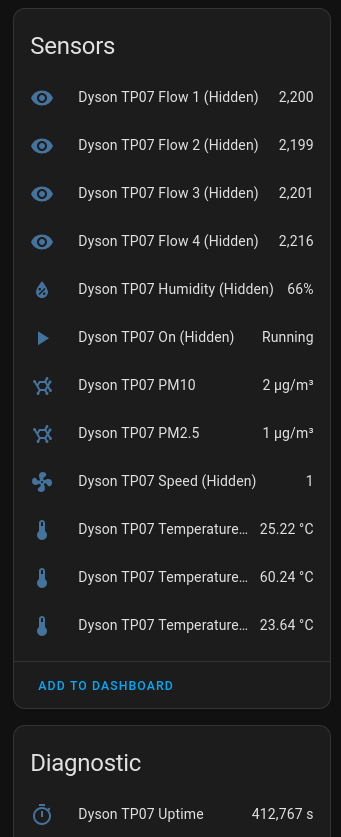 Sensors
Dyson TP07 Flow 1 (Hidden) 2,200
Dyson TP07 Flow 2 (Hidden) 2,199
Dyson TP07 Flow 3 (Hidden) 2,201
Dyson TP07 Flow 4 (Hidden) 2,216
Dyson TP07 Humidity (Hidden) 66%
Dyson TP07 On (Hidden) Running
Dyson TP07 PM10 2 µg/m³
Dyson TP07 PM2.5 1 µg/m³
Dyson TP07 Speed (Hidden) 1
Dyson TP07 Temperature… 25.22 °C
Dyson TP07 Temperature… 60.24 °C
Dyson TP07 Temperature… 23.64 °C
ADD TO DASHBOARD
Diagnostic
Dyson TP07 Uptime 412,767 s